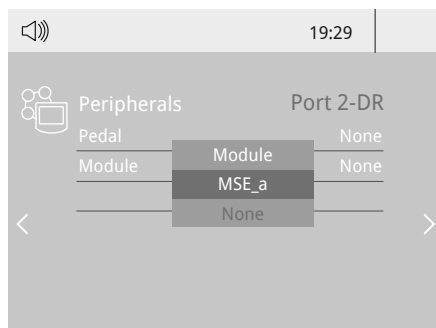 19:29
Peripherals Port 2-DR
Pedal None
Module None
Module
MSE_a
None